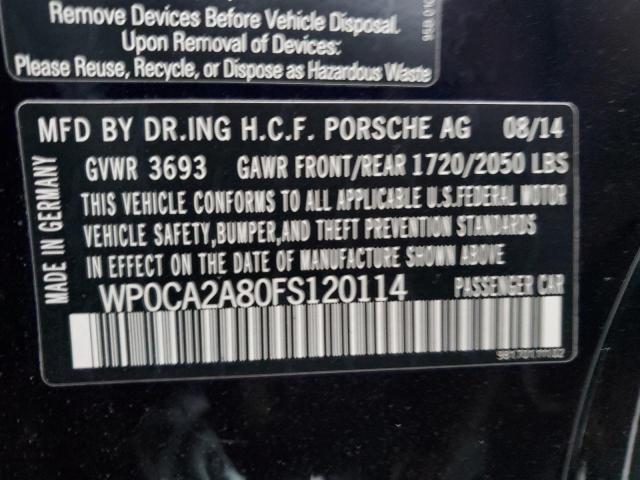 Remove Devices Before Vehicle Disposal.
Upon Removal of Devices:
Please Reuse, Recycle, or Dispose as Hazardous Waste
95B 010
MFD BY DR.ING H.C.F. PORSCHE AG 08/14
GVWR 3693 GAWR FRONT/REAR 1720/2050 LBS
THIS VEHICLE CONFORMS TO ALL APPLICABLE U.S.FEDERAL MOTOR
VEHICLE SAFETY,BUMPER,AND THEFT PREVENTION STANDARDS
IN EFFECT ON THE DATE OF MANUFACTURE SHOWN ABOVE
WP0CA2A80FS120114 PASSENGER CAR
MADE IN GERMANY